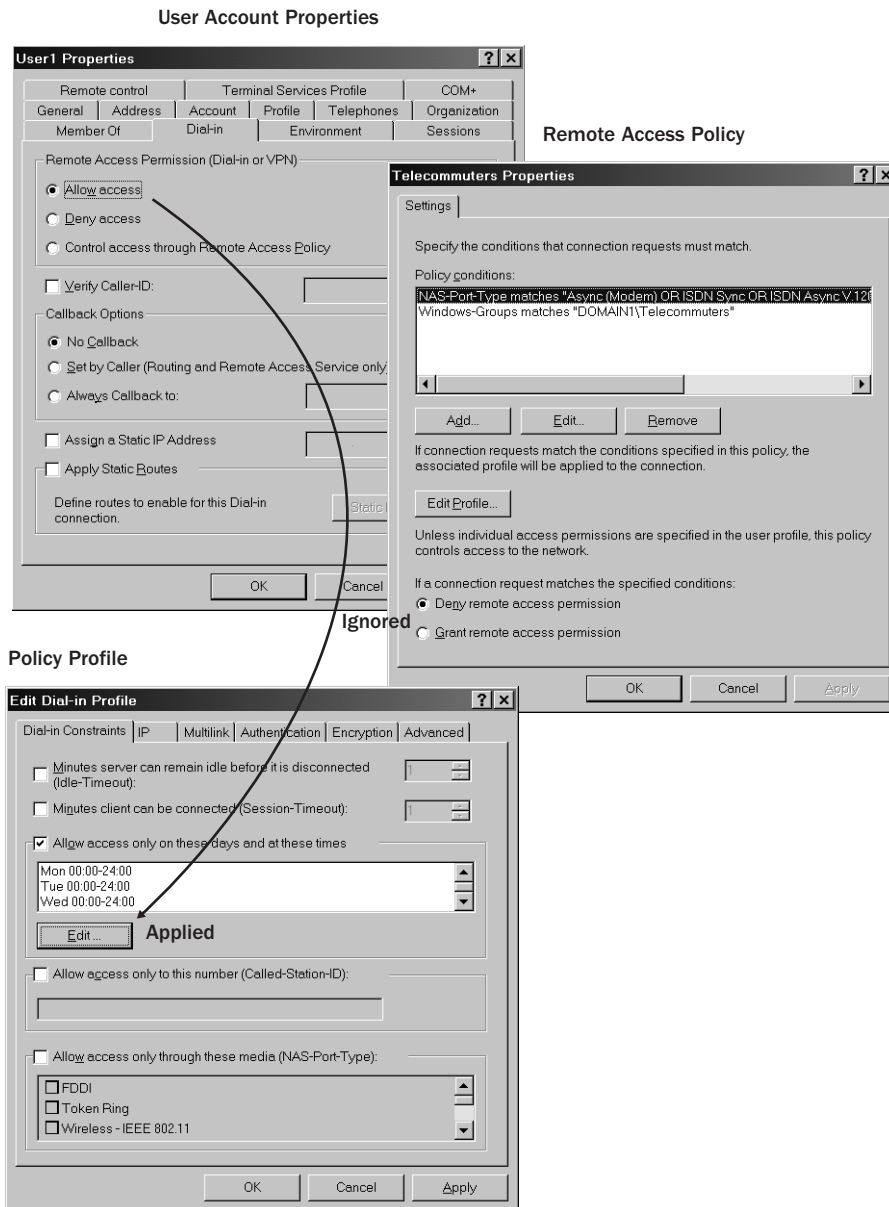 User Account Properties
User1 Properties
Remote control Terminal Services Profile COM+
General Address Account Profile Telephones Organization
Member Of Dial-in Environment Sessions
Remote Access Permission (Dial-in or VPN)
Allow access
Deny access
Control access through Remote Access Policy
Verify Caller-ID:
Callback Options
No Callback
Set by Caller (Routing and Remote Access Service only)
Always Callback to:
Assign a Static IP Address
Apply Static Routes
Define routes to enable for this Dial-in
connection.
Static
OK Cancel
Remote Access Policy
Telecommuters Properties
Settings
Specify the conditions that connection requests must match.
Policy conditions:
NAS-Port-Type matches "Async (Modem) OR ISDN Sync OR ISDN Async V.12
Windows-Groups matches "DOMAIN1\Telecommuters"
Add... Edit... Remove
If connection requests match the conditions specified in this policy, the
associated profile will be applied to the connection.
Edit Profile...
Unless individual access permissions are specified in the user profile, this policy
controls access to the network.
If a connection request matches the specified conditions:
Deny remote access permission
Grant remote access permission
OK Cancel Apply
Ignored
Policy Profile
Edit Dial-in Profile
Dial-in Constraints IP Multilink Authentication Encryption Advanced
Minutes server can remain idle before it is disconnected
(Idle-Timeout):
1
Minutes client can be connected (Session-Timeout):
1
Allow access only on these days and at these times
Mon 00:00-24:00
Tue 00:00-24:00
Wed 00:00-24:00
Edit ...
Applied
Allow access only to this number (Called-Station-ID):
Allow access only through these media (NAS-Port-Type):
FDDI
Token Ring
Wireless - IEEE 802.11
OK Cancel Apply